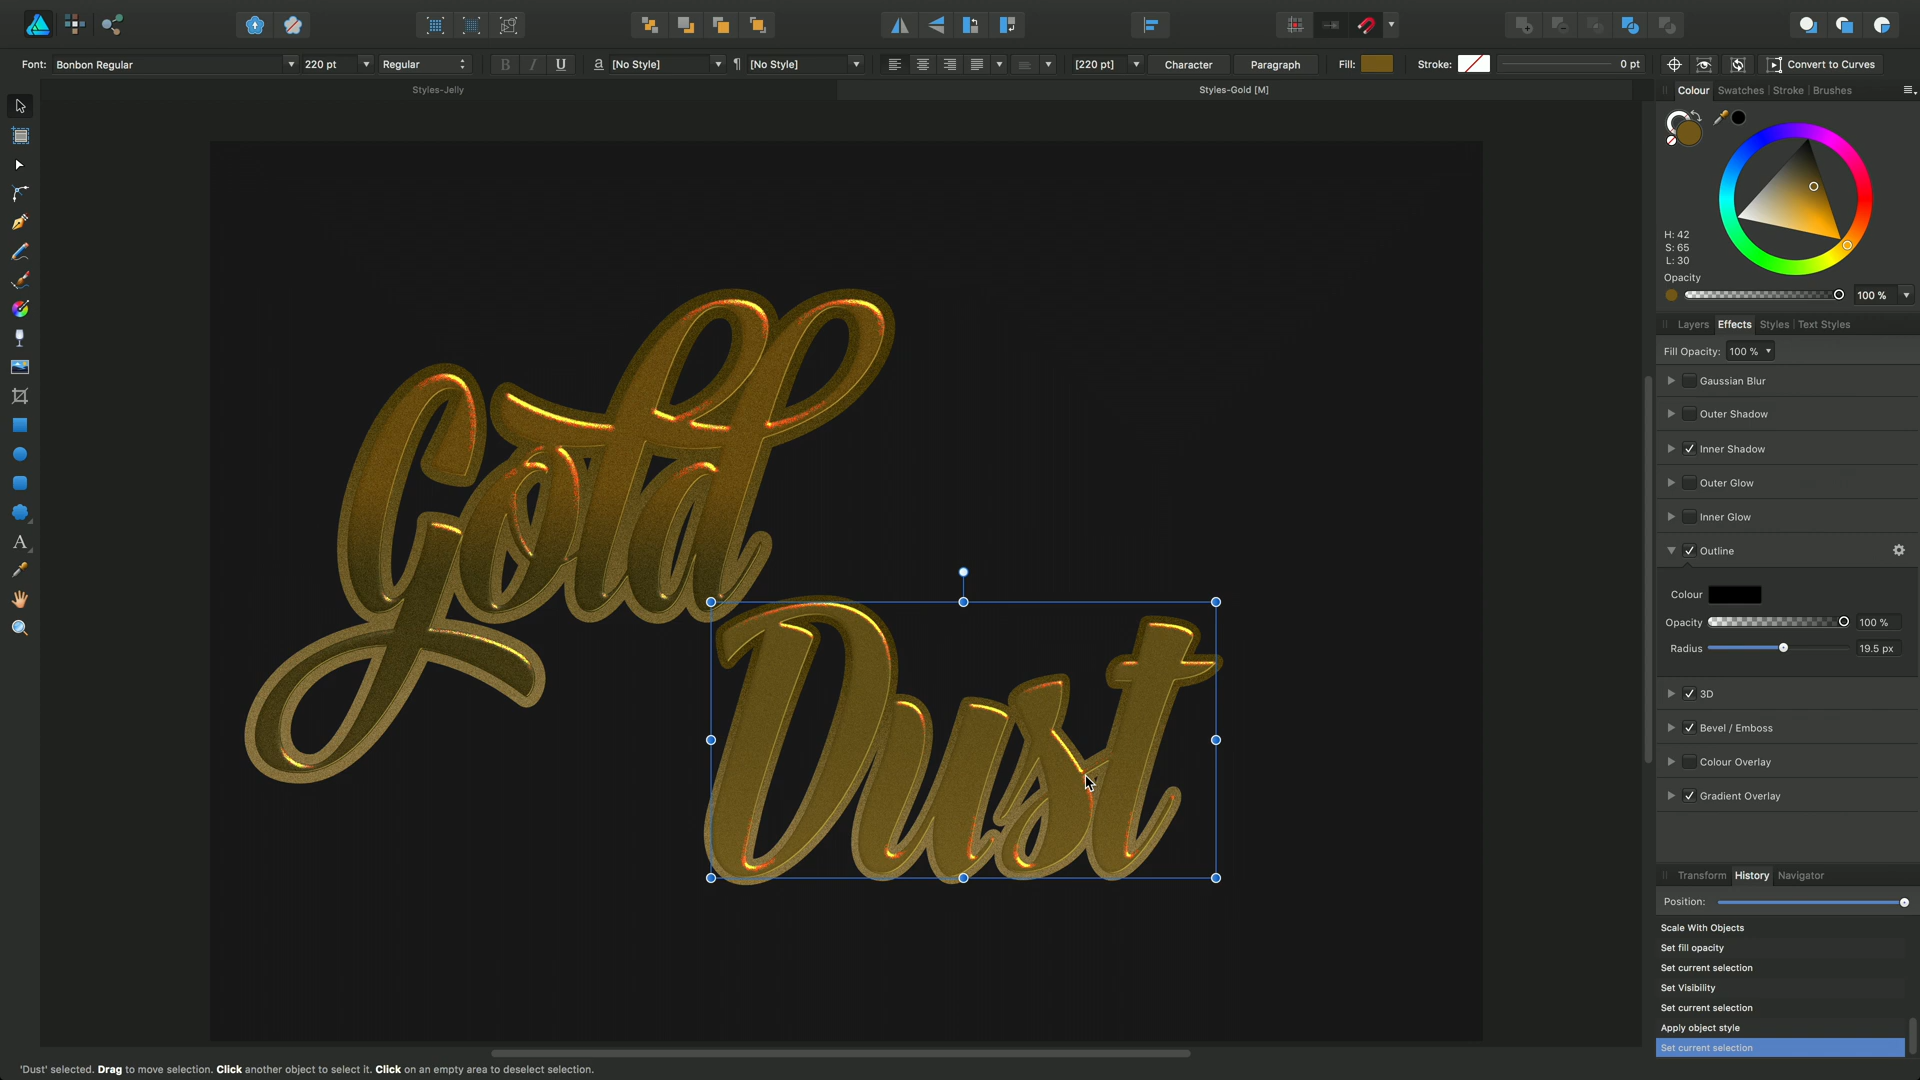 Font: Bonbon Regular 220 pt Regular B I U a [No Style] ¶ [No Style] [220 pt] Character Paragraph Fill: Stroke: 0 pt Convert to Curves
Styles-Jelly Styles-Gold [M]
Colour Swatches Stroke Brushes
H: 42
S: 65
L: 30
Opacity
100 %
Layers Effects Styles Text Styles
Fill Opacity: 100 %
Gaussian Blur
Outer Shadow
Inner Shadow
Outer Glow
Inner Glow
Outline
Colour
Opacity 100 %
Radius 19.5 px
3D
Bevel / Emboss
Colour Overlay
Gradient Overlay
Transform History Navigator
Position:
Scale With Objects
Set fill opacity
Set current selection
Set Visibility
Set current selection
Apply object style
Set current selection
Gold
Dust
A
'Dust' selected. Drag to move selection. Click another object to select it. Click on an empty area to deselect selection.